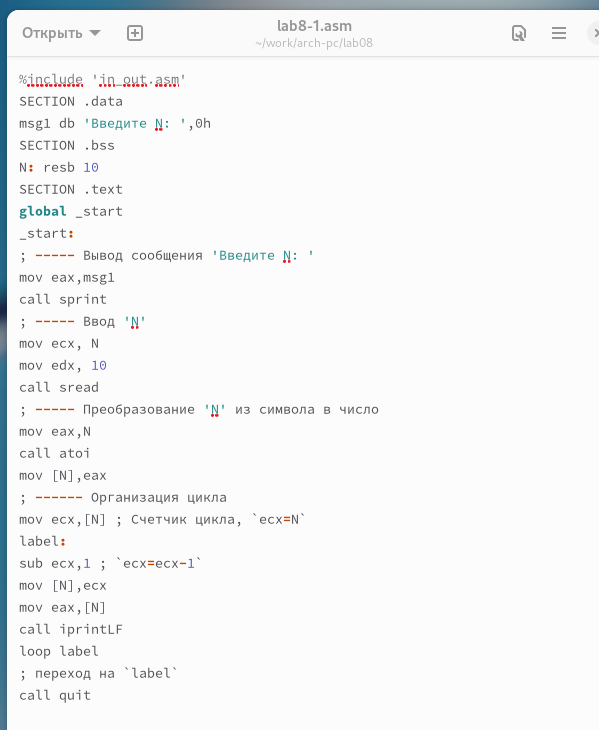 Открыть
lab8-1.asm
~/work/arch-pc/lab08
%include 'in_out.asm'
SECTION .data
msg1 db 'Введите N: ',0h
SECTION .bss
N: resb 10
SECTION .text
global _start
_start:
; ----- Вывод сообщения 'Введите N: '
mov eax,msg1
call sprint
; ----- Ввод 'N'
mov ecx, N
mov edx, 10
call sread
; ----- Преобразование 'N' из символа в число
mov eax,N
call atoi
mov [N],eax
; ------ Организация цикла
mov ecx,[N] ; Счетчик цикла, `ecx=N`
label:
sub ecx,1 ; `ecx=ecx-1`
mov [N],ecx
mov eax,[N]
call iprintLF
loop label
; переход на `label`
call quit